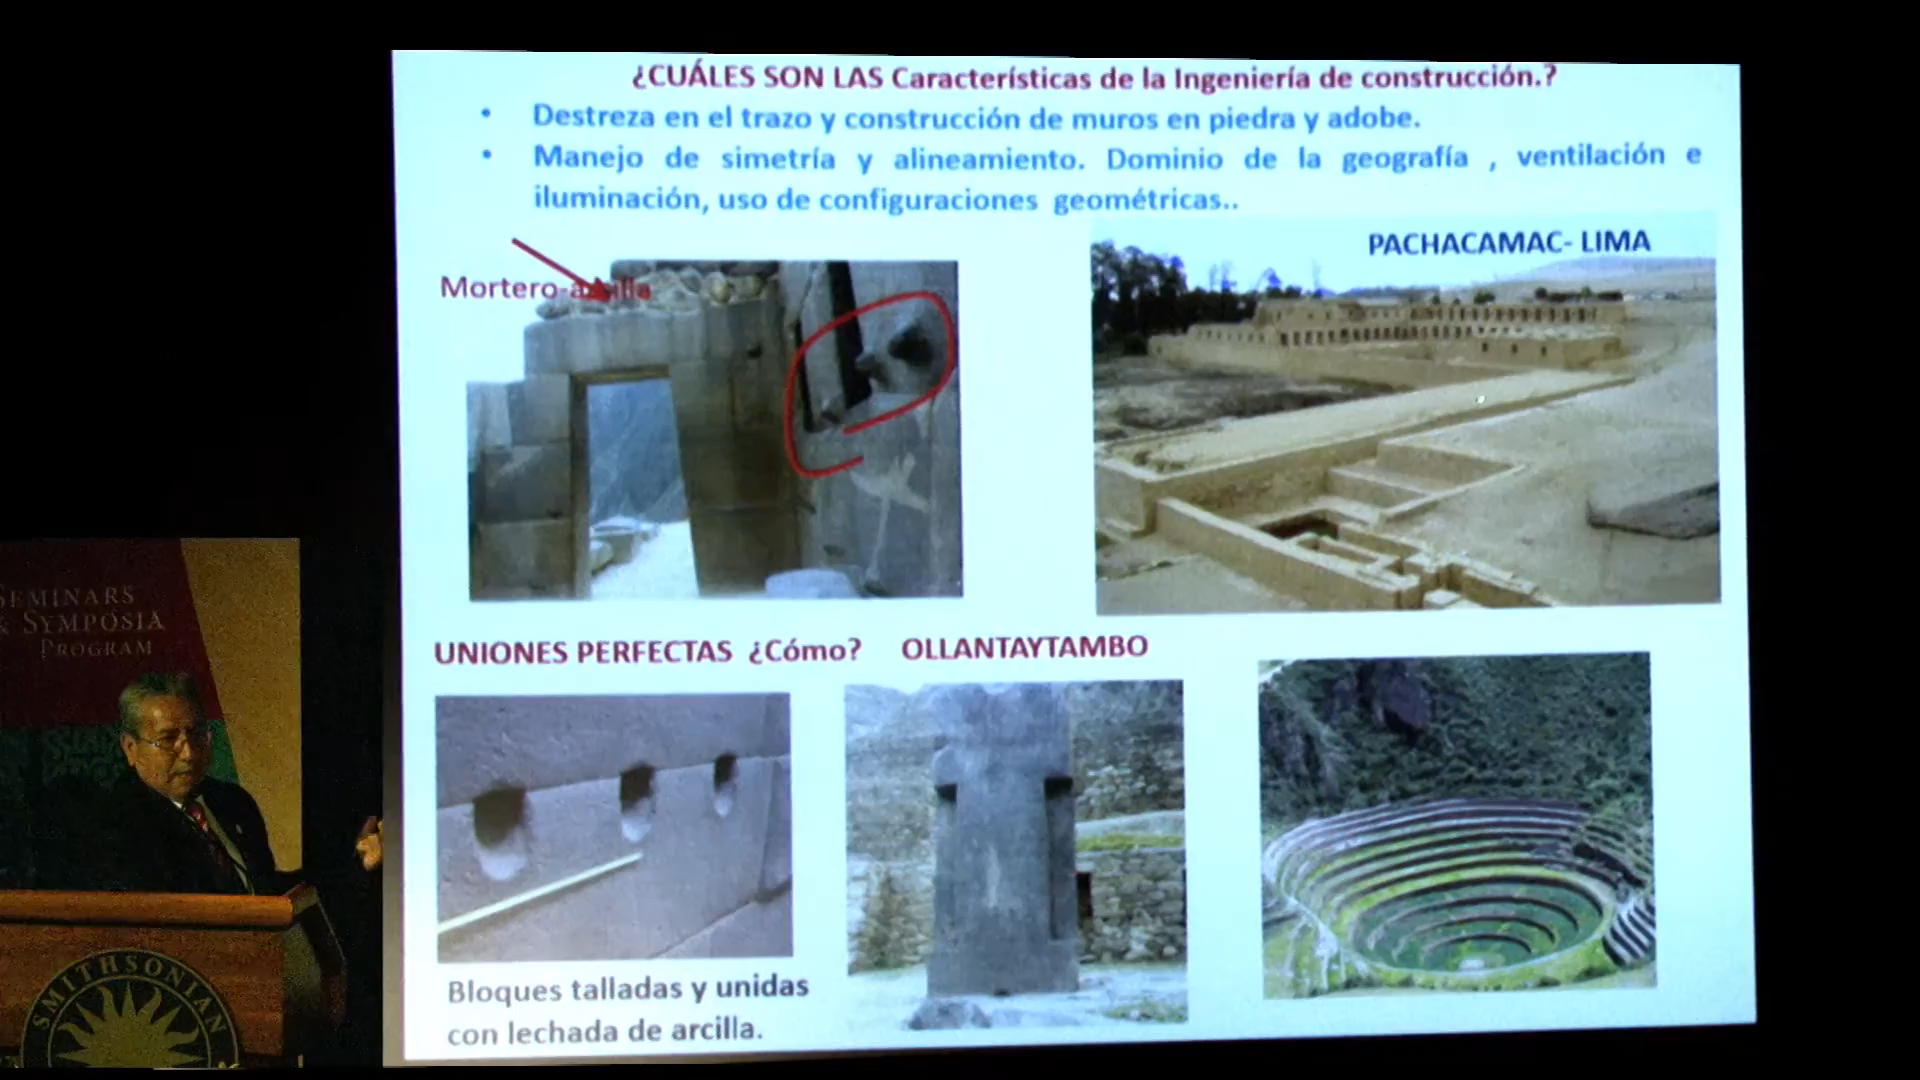 ¿CUÁLES SON LAS Características de la Ingeniería de construcción.?
• Destreza en el trazo y construcción de muros en piedra y adobe.
• Manejo de simetría y alineamiento. Dominio de la geografía , ventilación e
iluminación, uso de configuraciones geométricas..
Mortero-arcilla
PACHACAMAC- LIMA
UNIONES PERFECTAS ¿Cómo?
OLLANTAYTAMBO
Bloques talladas y unidas
con lechada de arcilla.
SEMINARS
& SYMPOSIA
PROGRAM
SMITHSONIAN